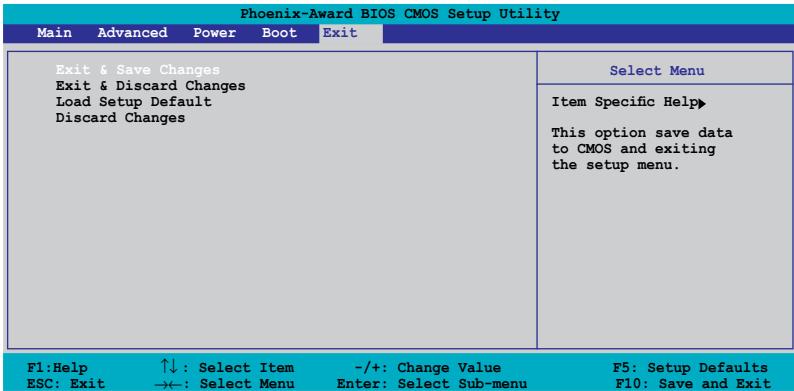 Phoenix-Award BIOS CMOS Setup Utility
Main Advanced Power Boot Exit
Exit & Save Changes
Exit & Discard Changes
Load Setup Default
Discard Changes
Select Menu
Item Specific Help▶
This option save data
to CMOS and exiting
the setup menu.
F1:Help ↑↓: Select Item -/+: Change Value F5: Setup Defaults
ESC: Exit →←: Select Menu Enter: Select Sub-menu F10: Save and Exit